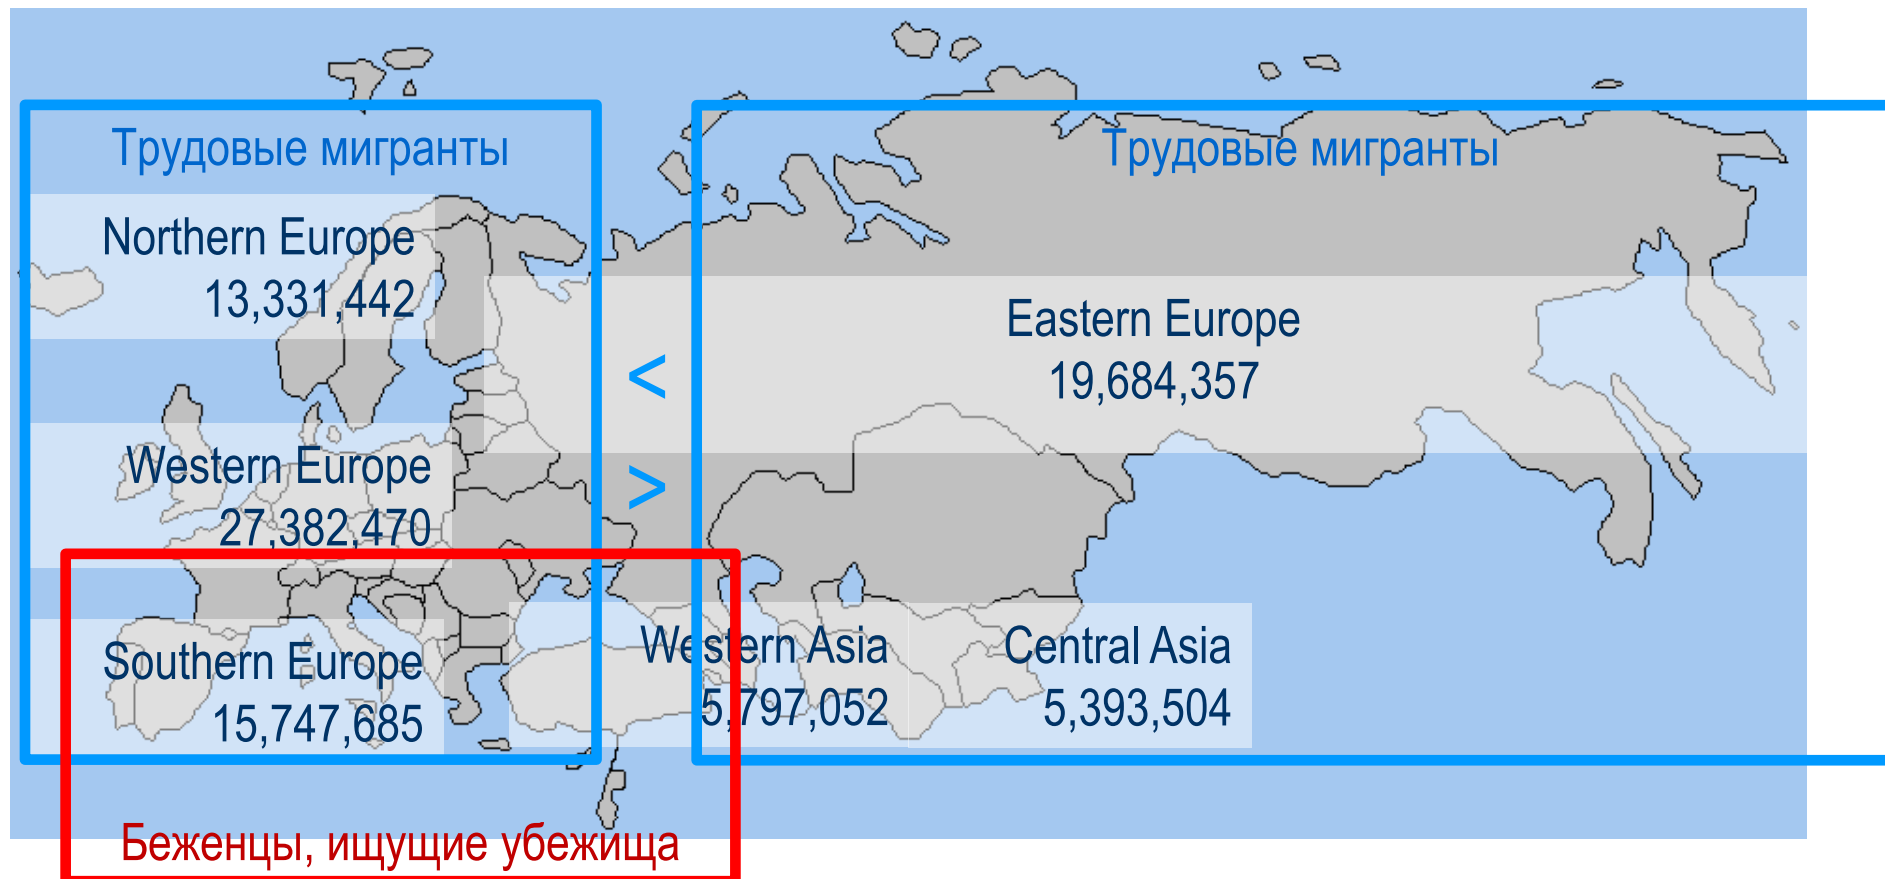 Трудовые мигранты
Трудовые мигранты
Northern Europe
13,331,442
Eastern Europe
19,684,357
<
>
Western Europe
27,382,470
Southern Europe
15,747,685
Western Asia
5,797,052
Central Asia
5,393,504
Беженцы, ищущие убежища